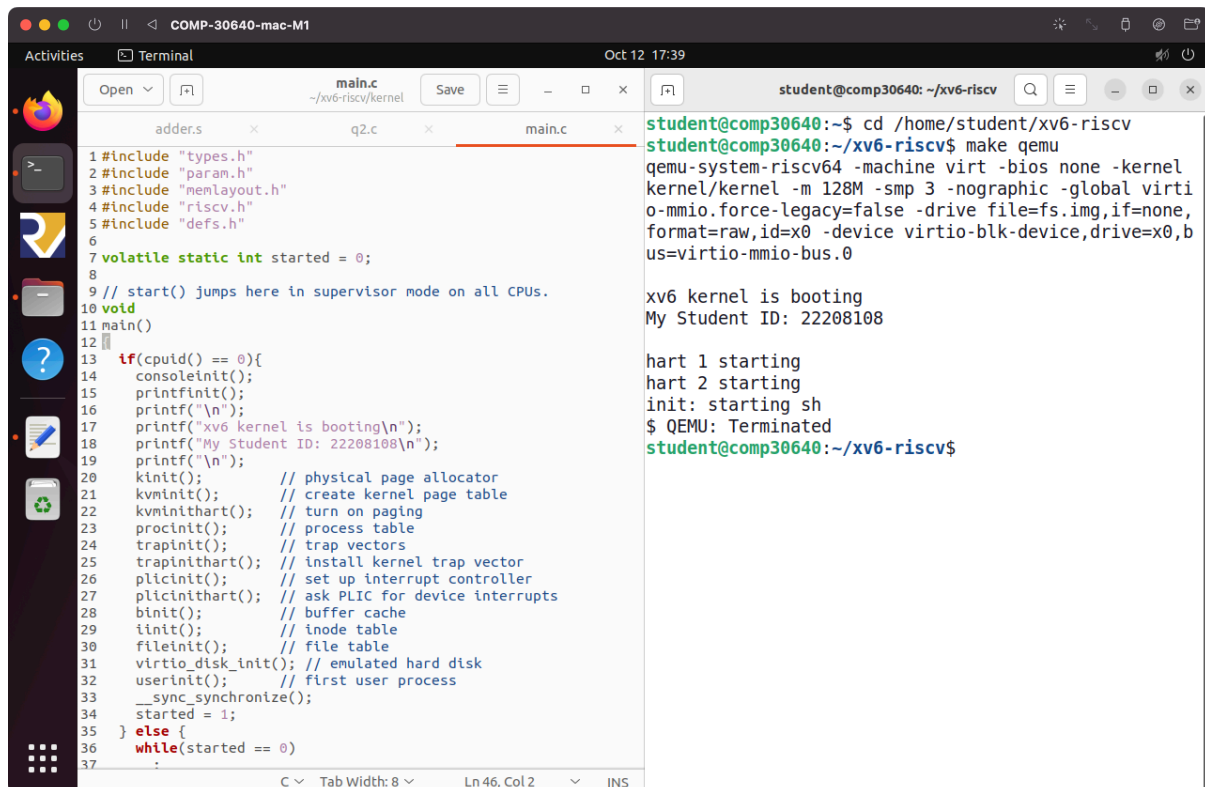 COMP-30640-mac-M1
Activities
Terminal
Oct 12 17:39
Open
main.c
~/xv6-riscv/kernel
Save
adder.s
q2.c
main.c
1 #include "types.h"
2 #include "param.h"
3 #include "memlayout.h"
4 #include "riscv.h"
5 #include "defs.h"
6
7 volatile static int started = 0;
8
9 // start() jumps here in supervisor mode on all CPUs.
10 void
11 main()
12 {
13   if(cpuid() == 0){
14     consoleinit();
15     printfinit();
16     printf("\n");
17     printf("xv6 kernel is booting\n");
18     printf("My Student ID: 22208108\n");
19     printf("\n");
20     kinit();         // physical page allocator
21     kvminit();       // create kernel page table
22     kvminithart();   // turn on paging
23     procinit();      // process table
24     trapinit();      // trap vectors
25     trapinithart();  // install kernel trap vector
26     plicinit();      // set up interrupt controller
27     plicinithart();  // ask PLIC for device interrupts
28     binit();         // buffer cache
29     iinit();         // inode table
30     fileinit();      // file table
31     virtio_disk_init(); // emulated hard disk
32     userinit();      // first user process
33     __sync_synchronize();
34     started = 1;
35   } else {
36     while(started == 0)
37       ;
C
Tab Width: 8
Ln 46, Col 2
INS
student@comp30640: ~/xv6-riscv
student@comp30640:~$ cd /home/student/xv6-riscv
student@comp30640:~/xv6-riscv$ make qemu
qemu-system-riscv64 -machine virt -bios none -kernel
kernel/kernel -m 128M -smp 3 -nographic -global virti
o-mmio.force-legacy=false -drive file=fs.img,if=none,
format=raw,id=x0 -device virtio-blk-device,drive=x0,b
us=virtio-mmio-bus.0
xv6 kernel is booting
My Student ID: 22208108
hart 1 starting
hart 2 starting
init: starting sh
$ QEMU: Terminated
student@comp30640:~/xv6-riscv$